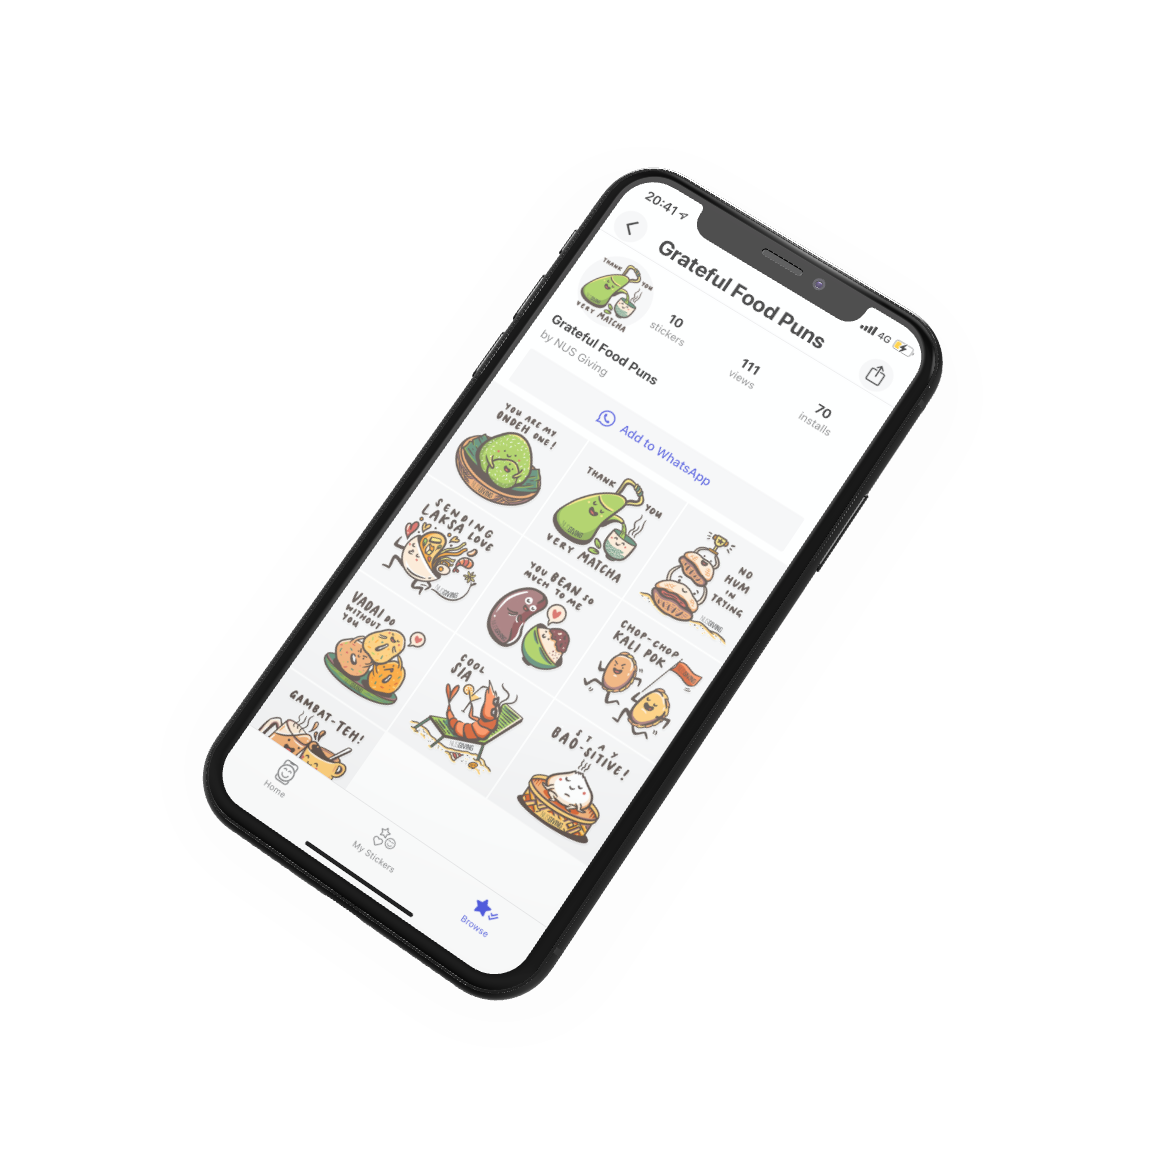 20:41
4G
Grateful Food Puns
THANK YOU
VERY MATCHA
10
stickers
111
views
70
installs
Grateful Food Puns
by NUS Giving
Add to WhatsApp
YOU ARE MY
ONDEH ONE!
THANK YOU
VERY MATCHA
NO
HUM
IN
TRYING
SENDING
LAKSA LOVE
YOU BEAN SO
MUCH TO ME
CHOP-CHOP
KALI POK
VADAI DO
WITHOUT
YOU
COOL
SIA
STAY
BAO-SITIVE!
GAMBAT-TEH!
Home
My Stickers
Browse